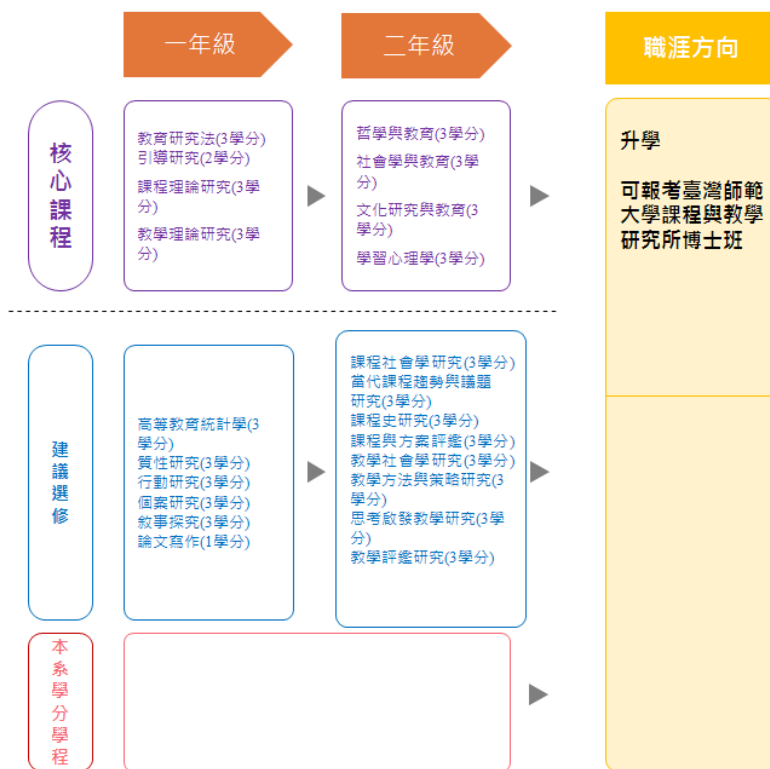 一年級
二年級
職涯方向
核心課程
教育研究法(3學分)
引導研究(2學分)
課程理論研究(3學
分)
教學理論研究(3學
分)
哲學與教育(3學分)
社會學與教育(3學
分)
文化研究與教育(3
學分)
學習心理學(3學分)
升學
可報考臺灣師範
大學課程與教學
研究所博士班
建議選修
高等教育統計學(3
學分)
質性研究(3學分)
行動研究(3學分)
個案研究(3學分)
敘事探究(3學分)
論文寫作(1學分)
課程社會學研究(3學分)
當代課程趨勢與議題
研究(3學分)
課程史研究(3學分)
課程與方案評鑑(3學分)
教學社會學研究(3學分)
教學方法與策略研究(3
學分)
思考啟發教學研究(3學
分)
教學評鑑研究(3學分)
本系學分學程